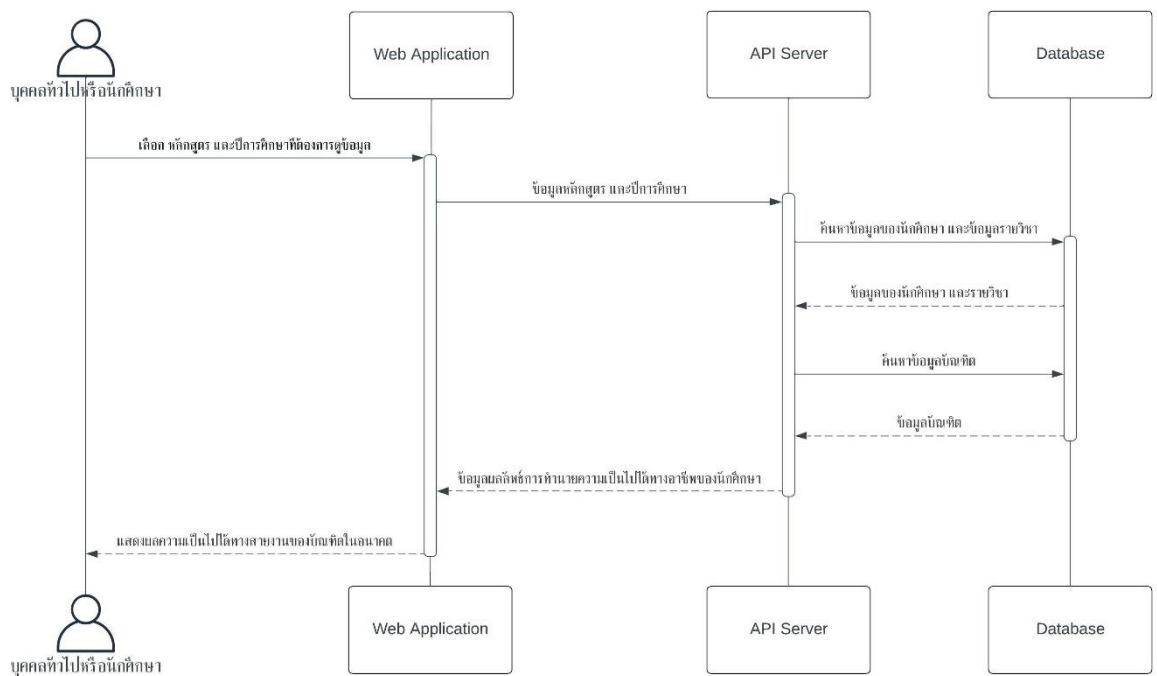 Web Application
API Server
Database
บุคคลทั่วไปหรือนักศึกษา
เลือก หลักสูตร และปีการศึกษาที่ต้องการดูข้อมูล
ข้อมูลหลักสูตร และปีการศึกษา
ค้นหาข้อมูลของนักศึกษา และข้อมูลรายวิชา
ข้อมูลของนักศึกษา และรายวิชา
ค้นหาข้อมูลบัณฑิต
ข้อมูลบัณฑิต
ข้อมูลผลลัพธ์การทำนายความเป็นไปได้ทางอาชีพของนักศึกษา
แสดงผลความเป็นไปได้ทางสายงานของบัณฑิตในอนาคต
Web Application
API Server
Database
บุคคลทั่วไปหรือนักศึกษา